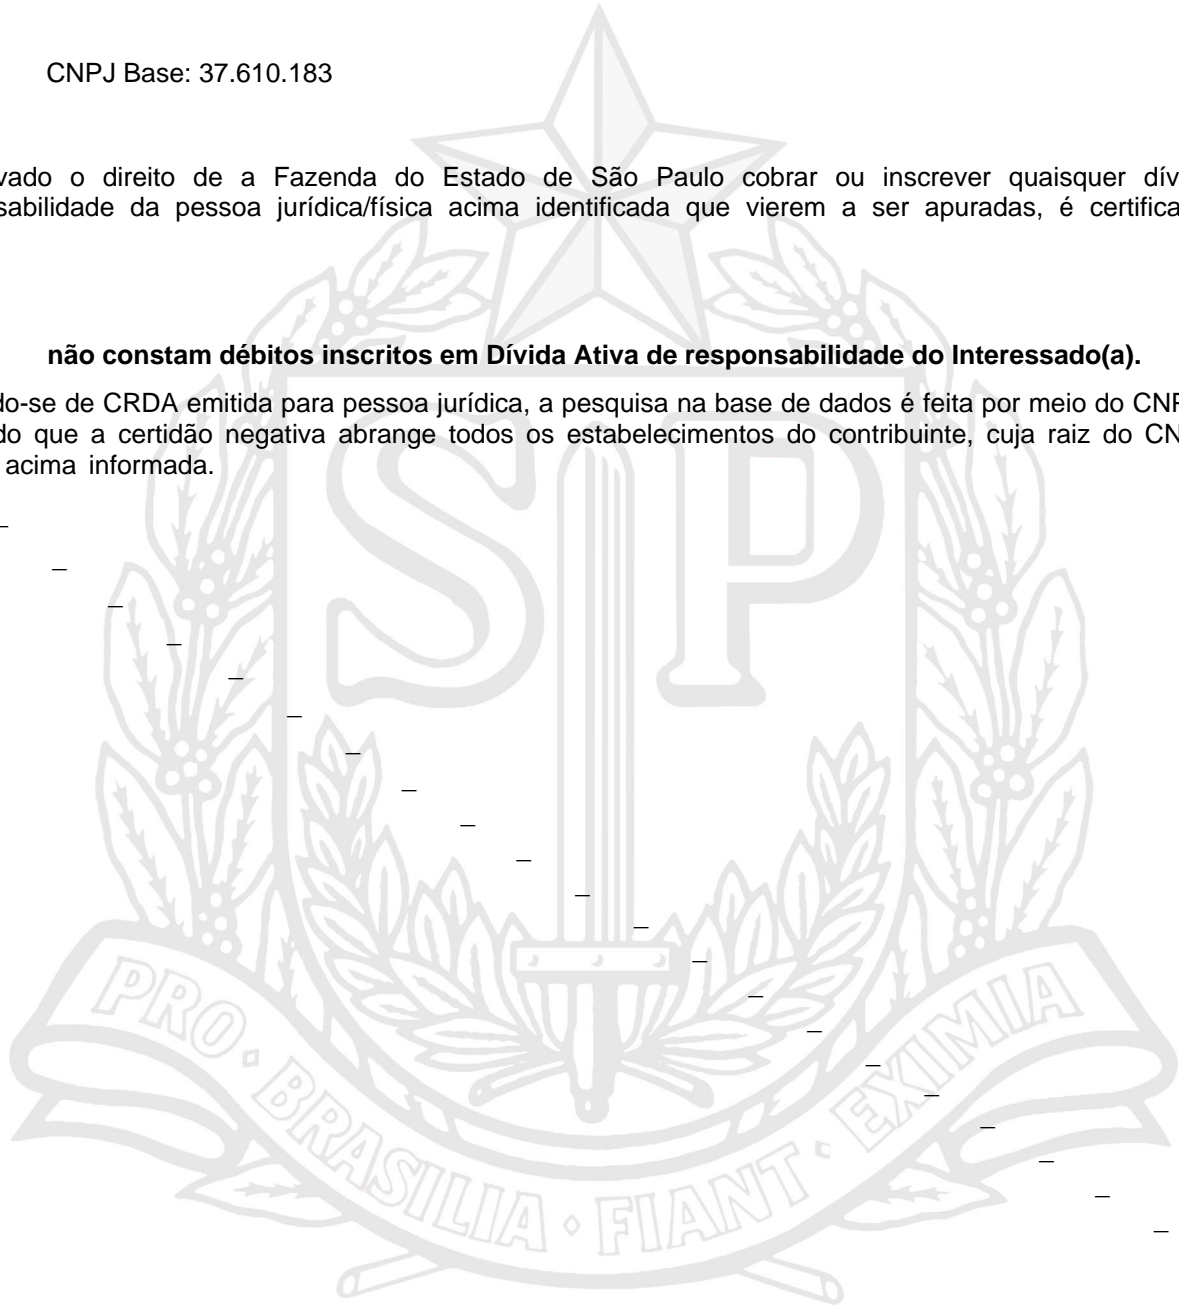 CNPJ Base: 37.610.183
vado o direito de a Fazenda do Estado de São Paulo cobrar ou inscrever quaisquer dív
sabilidade da pessoa jurídica/física acima identificada que vierem a ser apuradas, é certifica
não constam débitos inscritos em Dívida Ativa de responsabilidade do Interessado(a).
do-se de CRDA emitida para pessoa jurídica, a pesquisa na base de dados é feita por meio do CNP
do que a certidão negativa abrange todos os estabelecimentos do contribuinte, cuja raiz do CN
acima informada.
SP
PRO • BRASILIA • FIANT • EXIMIA